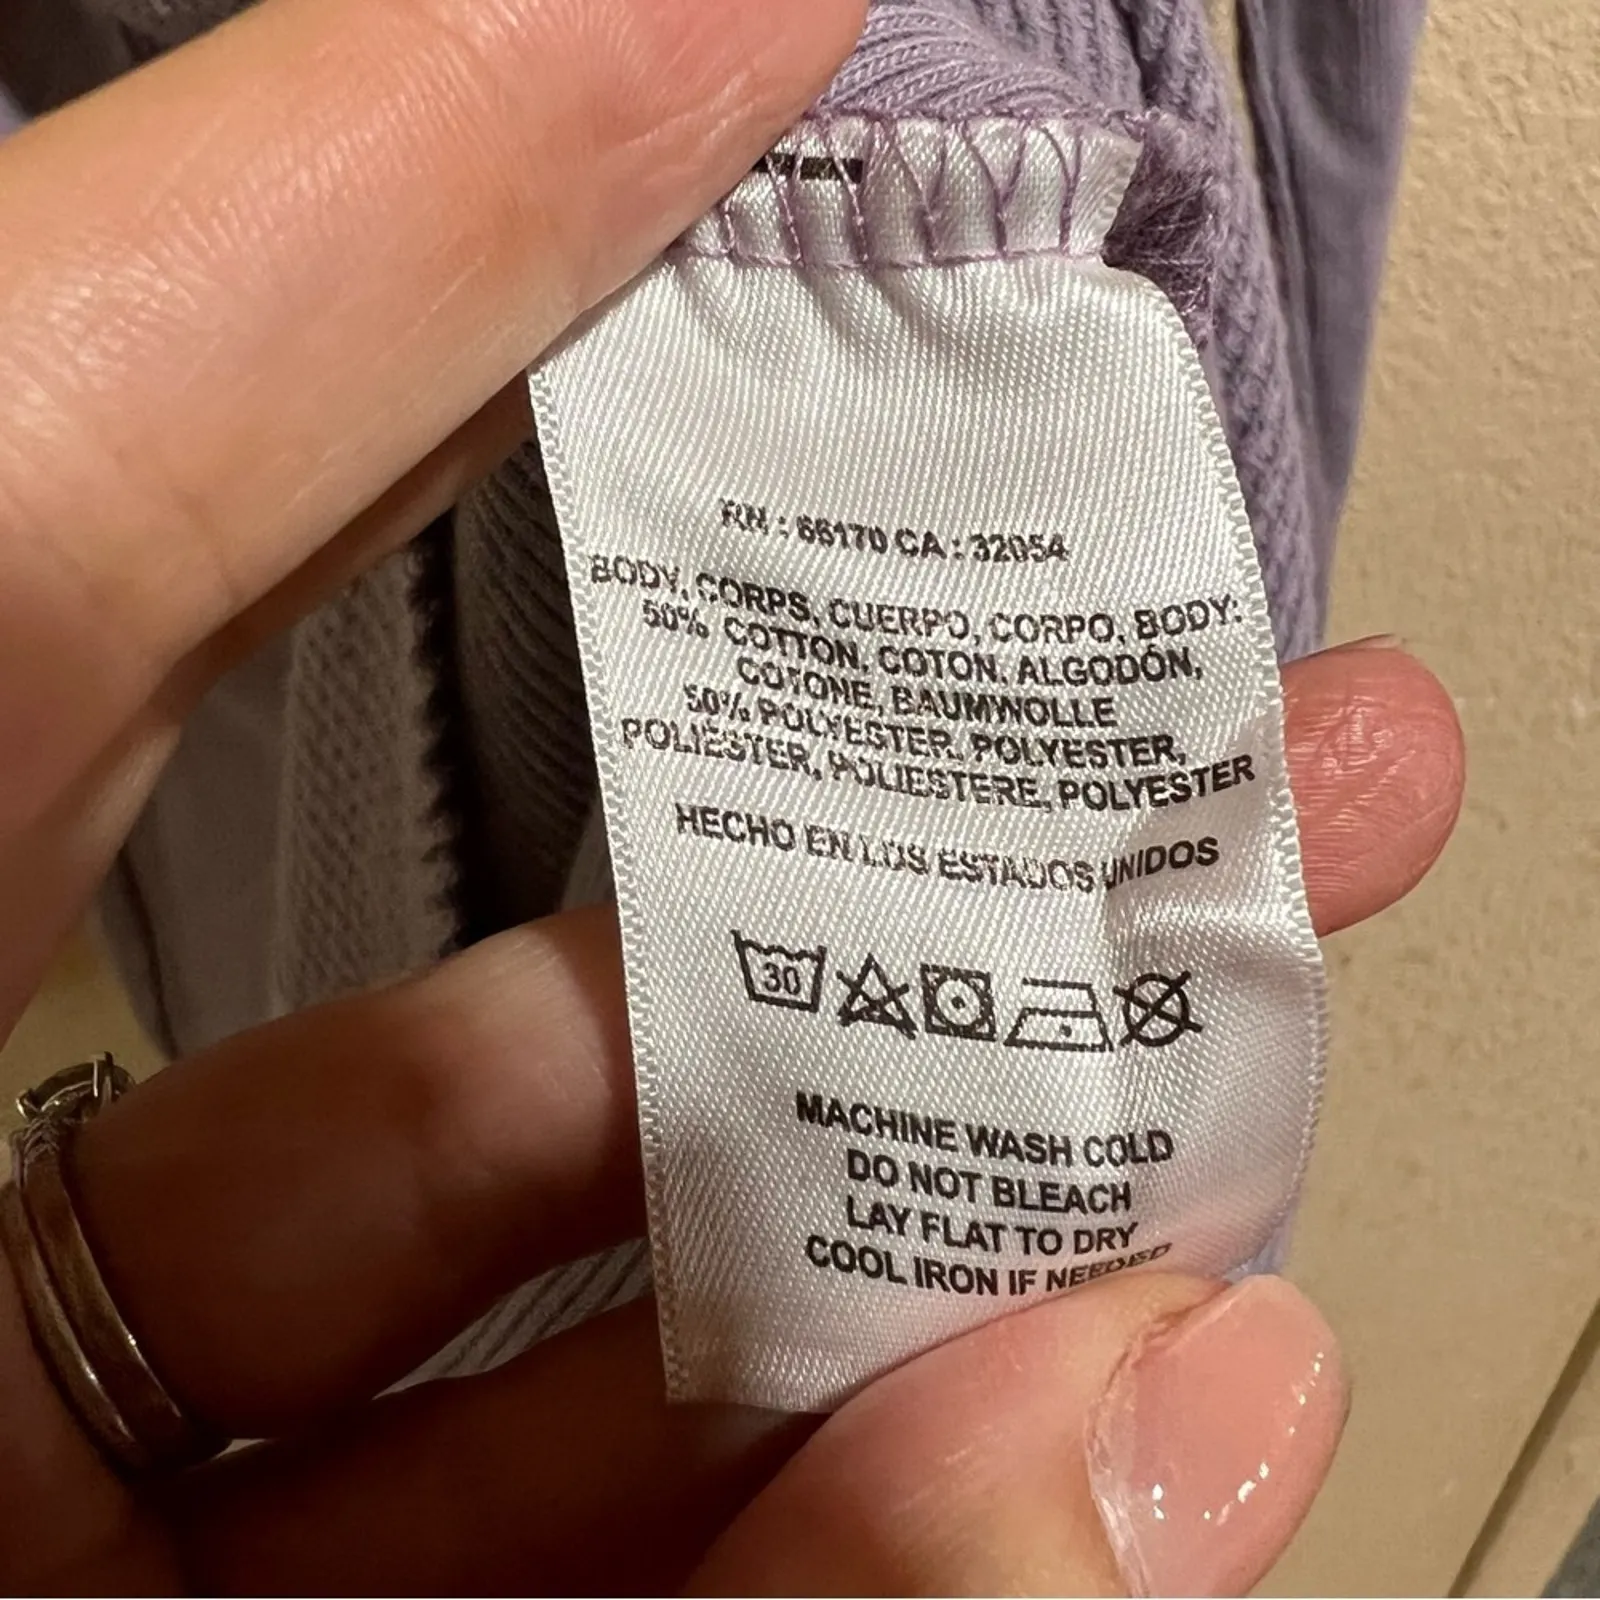 RN : 66170 CA : 32054
BODY, CORPS, CUERPO, CORPO, BODY:
50% COTTON, COTON, ALGODÓN,
COTONE, BAUMWOLLE
50% POLYESTER, POLYESTER,
POLIÉSTER, POLIESTERE, POLYESTER
HECHO EN LOS ESTADOS UNIDOS
30
MACHINE WASH COLD
DO NOT BLEACH
LAY FLAT TO DRY
COOL IRON IF NEEDED